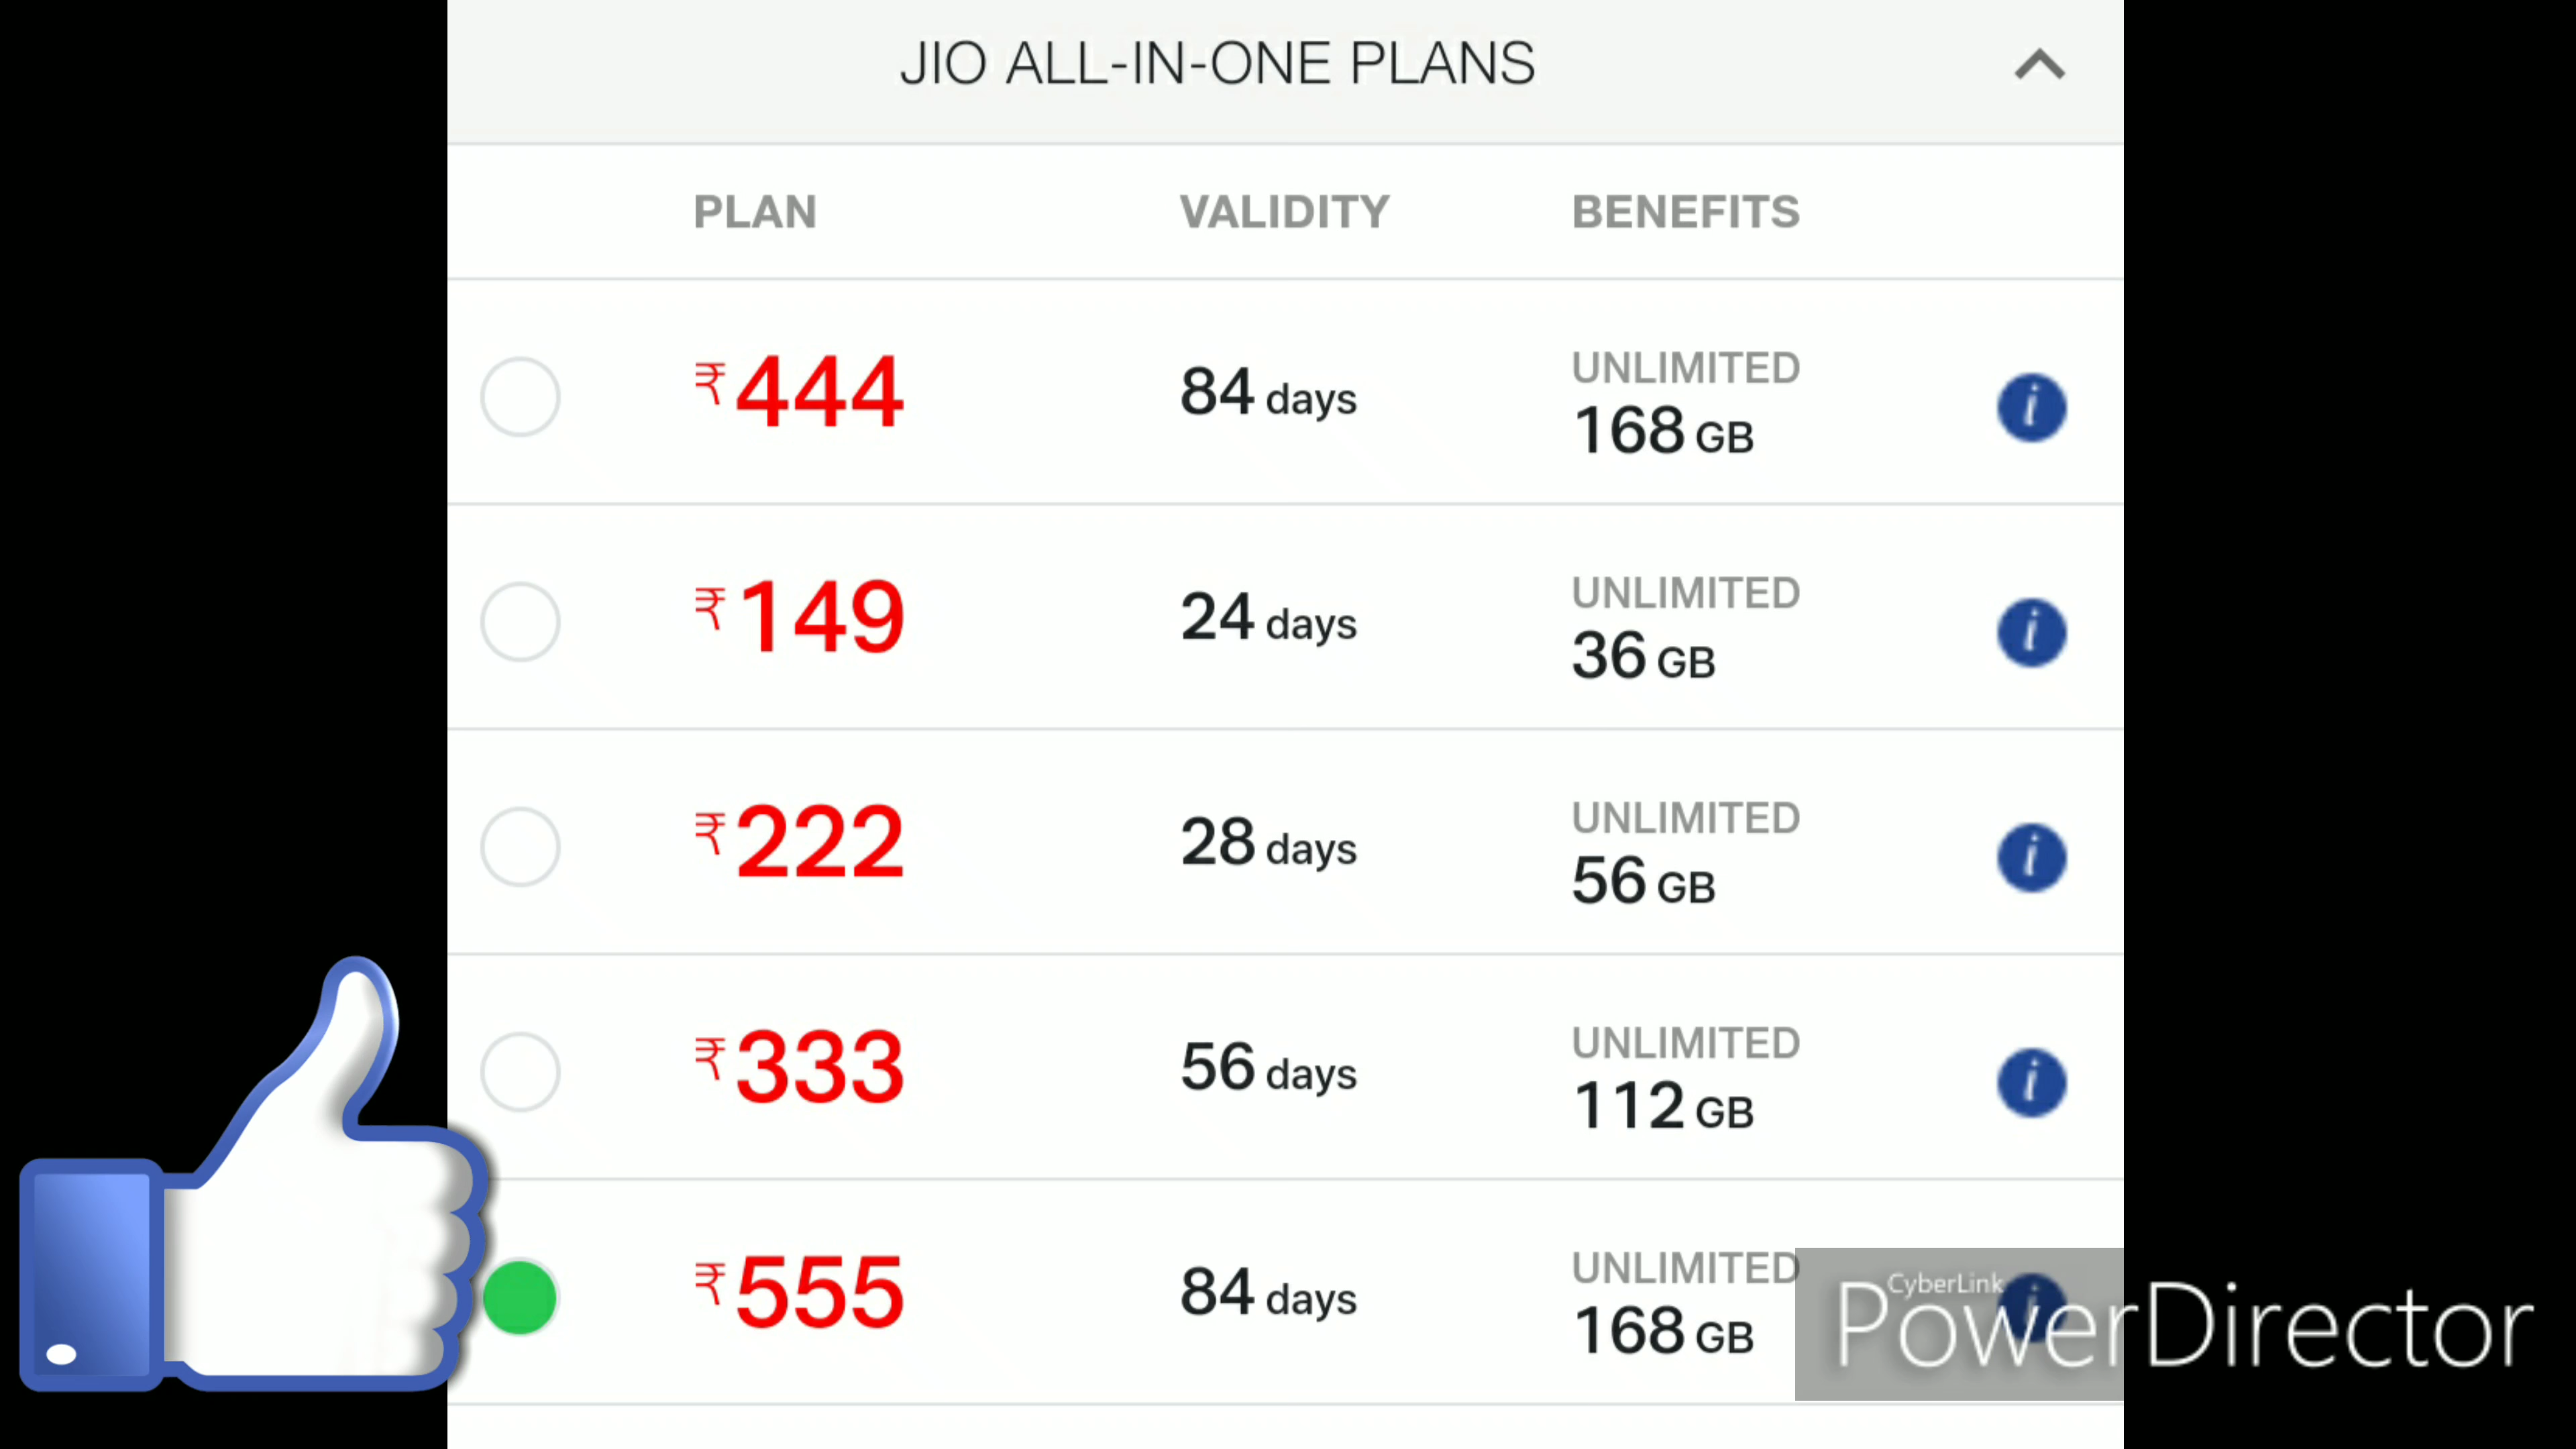 JIO ALL-IN-ONE PLANS
PLAN VALIDITY BENEFITS
₹444 84 days UNLIMITED
168 GB
₹149 24 days UNLIMITED
36 GB
₹222 28 days UNLIMITED
56 GB
₹333 56 days UNLIMITED
112 GB
₹555 84 days UNLIMITED
168 GB
CyberLink
PowerDirector